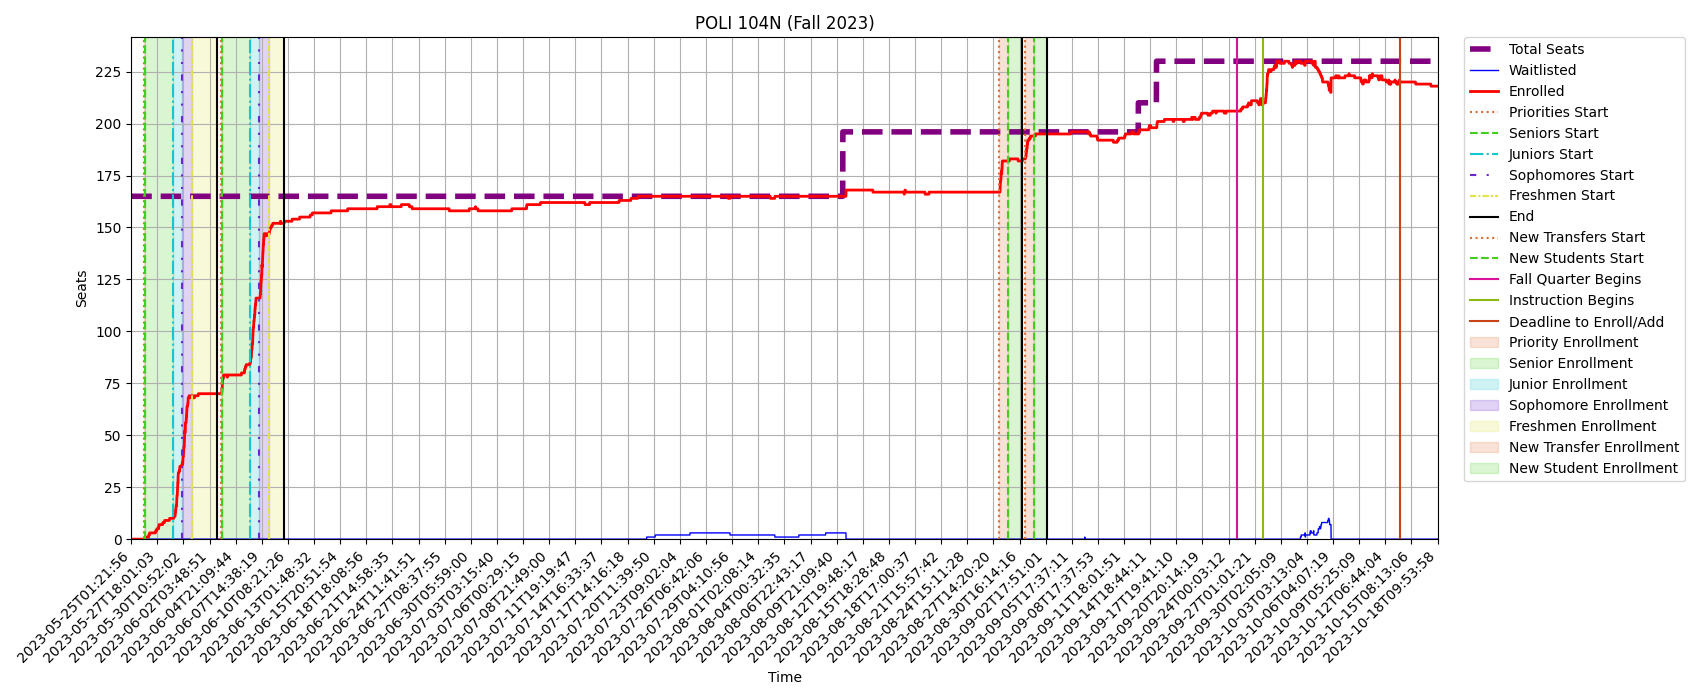 POLI 104N (Fall 2023)
Seats
225
200
175
150
125
100
75
50
25
0
2023-05-25T01:21:56
2023-05-27T18:01:03
2023-05-30T10:52:02
2023-06-02T03:48:51
2023-06-04T21:09:44
2023-06-07T14:38:19
2023-06-10T08:21:26
2023-06-13T01:48:32
2023-06-15T20:51:54
2023-06-18T18:08:56
2023-06-21T14:58:35
2023-06-24T11:41:51
2023-06-27T08:37:55
2023-06-30T05:59:00
2023-07-03T03:15:40
2023-07-06T00:29:15
2023-07-08T21:49:00
2023-07-11T19:19:47
2023-07-14T16:33:37
2023-07-17T14:16:18
2023-07-20T11:39:50
2023-07-23T09:02:04
2023-07-26T06:42:06
2023-07-29T04:10:56
2023-08-01T02:08:14
2023-08-04T00:32:35
2023-08-06T22:43:17
2023-08-09T21:09:40
2023-08-12T19:48:17
2023-08-15T18:28:48
2023-08-18T17:00:37
2023-08-21T15:57:42
2023-08-24T15:11:28
2023-08-27T14:20:20
2023-08-30T16:14:16
2023-09-02T17:51:01
2023-09-05T17:37:11
2023-09-08T17:37:53
2023-09-11T18:01:51
2023-09-14T18:44:11
2023-09-17T19:41:10
2023-09-20T20:14:19
2023-09-24T00:03:12
2023-09-27T01:01:21
2023-09-30T02:05:09
2023-10-03T03:13:04
2023-10-06T04:07:19
2023-10-09T05:25:09
2023-10-12T06:44:04
2023-10-15T08:13:06
2023-10-18T09:53:58
Time
Total Seats
Waitlisted
Enrolled
Priorities Start
Seniors Start
Juniors Start
Sophomores Start
Freshmen Start
End
New Transfers Start
New Students Start
Fall Quarter Begins
Instruction Begins
Deadline to Enroll/Add
Priority Enrollment
Senior Enrollment
Junior Enrollment
Sophomore Enrollment
Freshmen Enrollment
New Transfer Enrollment
New Student Enrollment